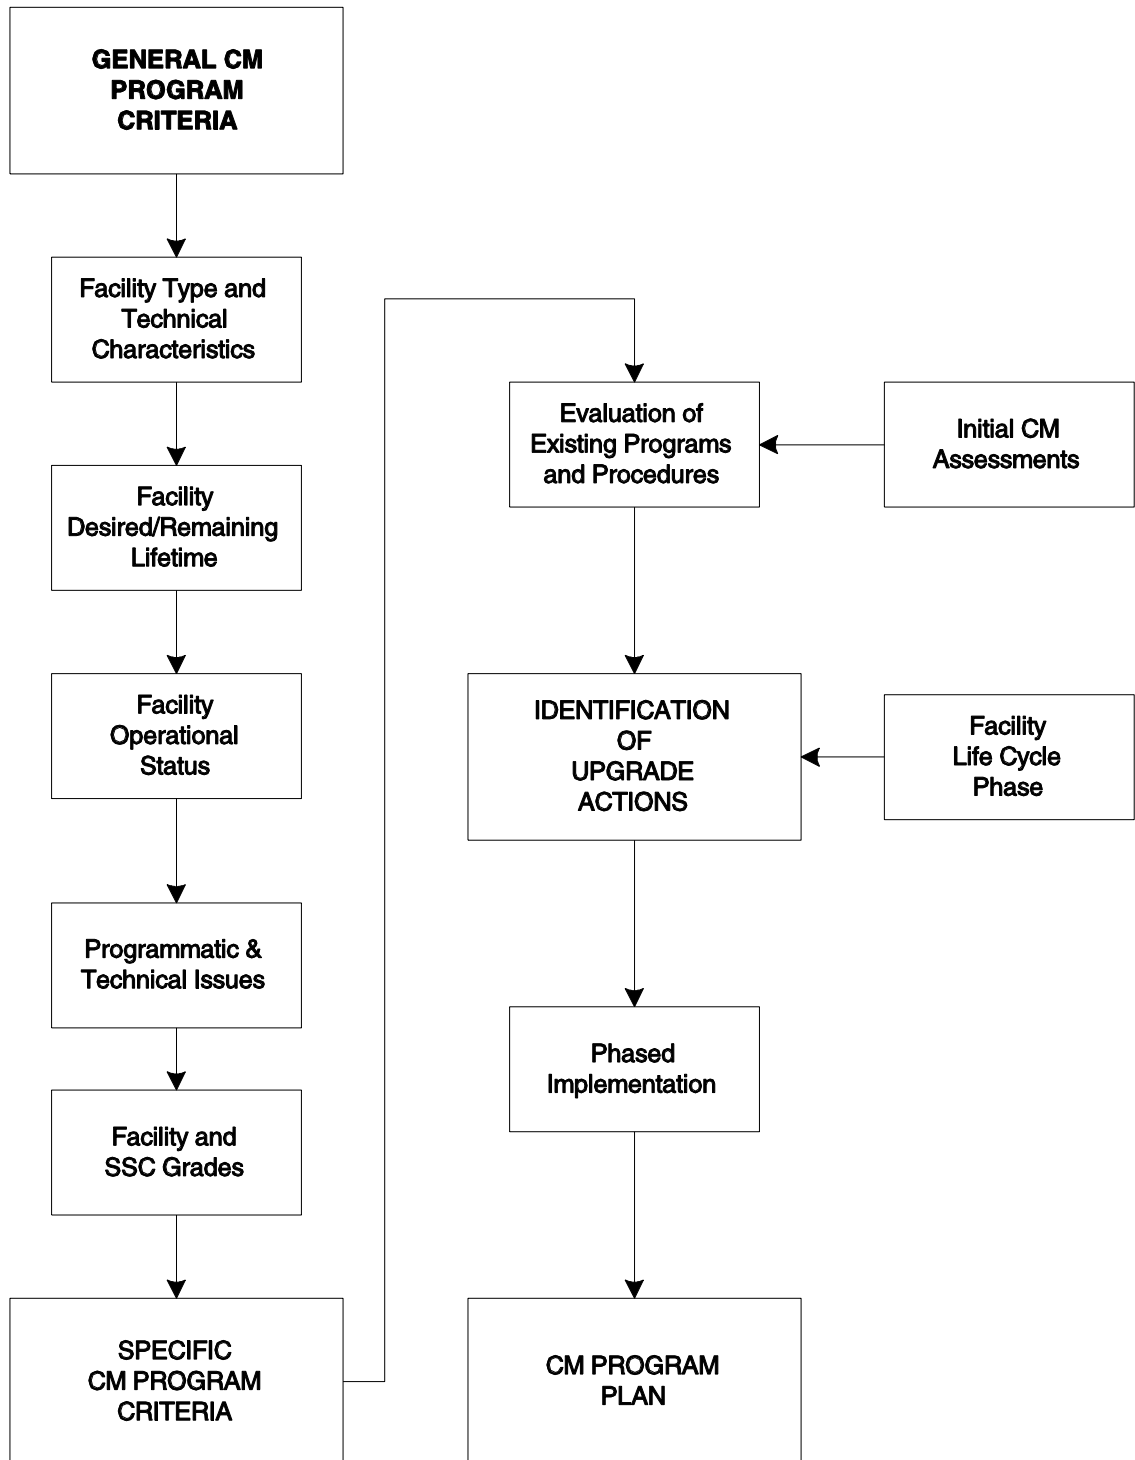 GENERAL CM
PROGRAM
CRITERIA
Facility Type and
Technical
Characteristics
Facility
Desired/Remaining
Lifetime
Facility
Operational
Status
Programmatic &
Technical Issues
Facility and
SSC Grades
SPECIFIC
CM PROGRAM
CRITERIA
Evaluation of
Existing Programs
and Procedures
Initial CM
Assessments
IDENTIFICATION
OF
UPGRADE
ACTIONS
Facility
Life Cycle
Phase
Phased
Implementation
CM PROGRAM
PLAN